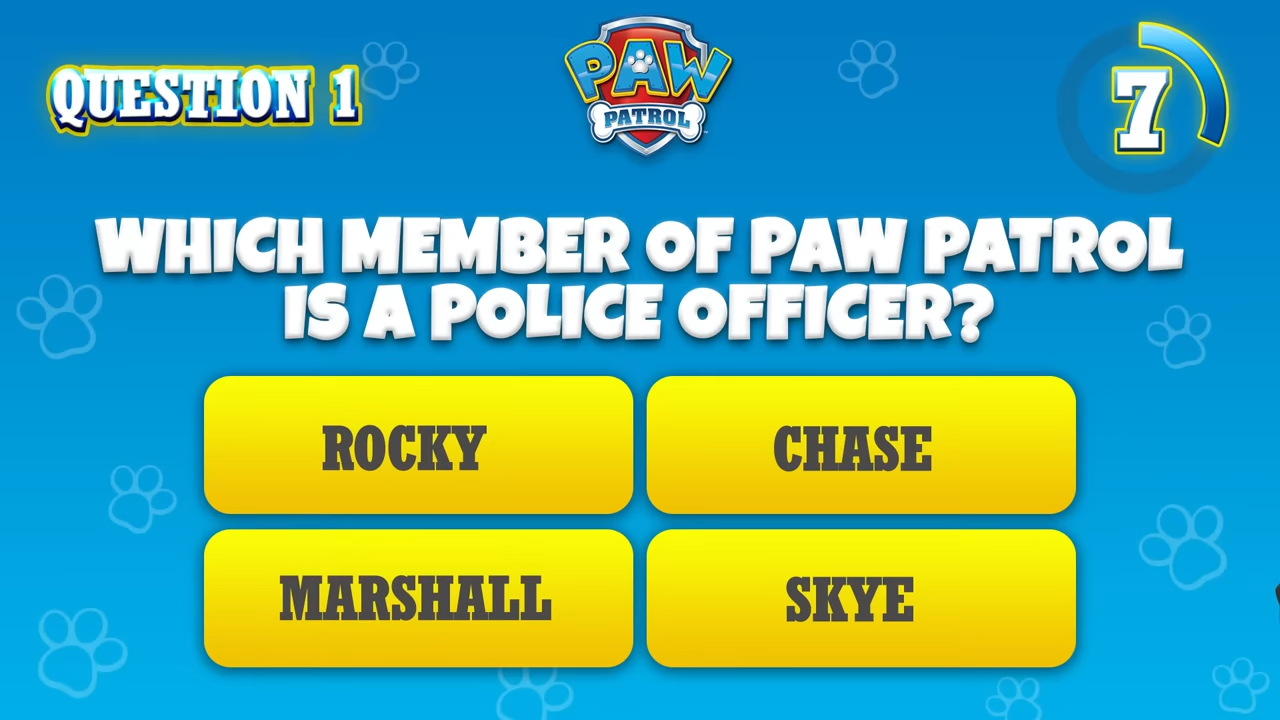 QUESTION 1
PAW
PATROL
7
WHICH MEMBER OF PAW PATROL
IS A POLICE OFFICER?
ROCKY
CHASE
MARSHALL
SKYE